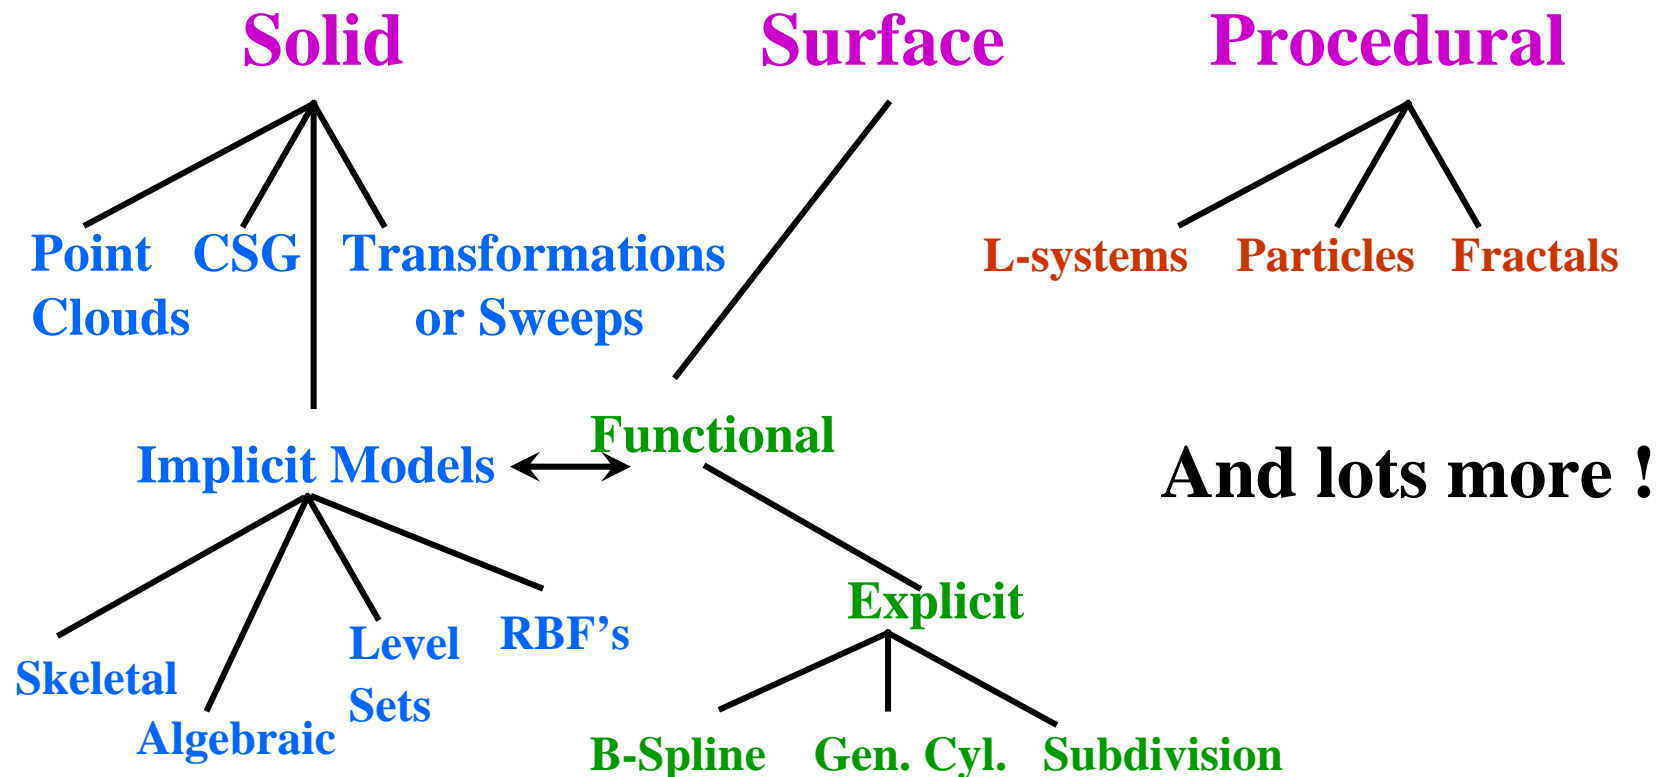 Solid
Surface
Procedural
Point
Clouds
CSG
Transformations
or Sweeps
L-systems
Particles
Fractals
Implicit Models
Functional
And lots more !
Skeletal
Algebraic
Level
Sets
RBF’s
Explicit
B-Spline
Gen. Cyl.
Subdivision